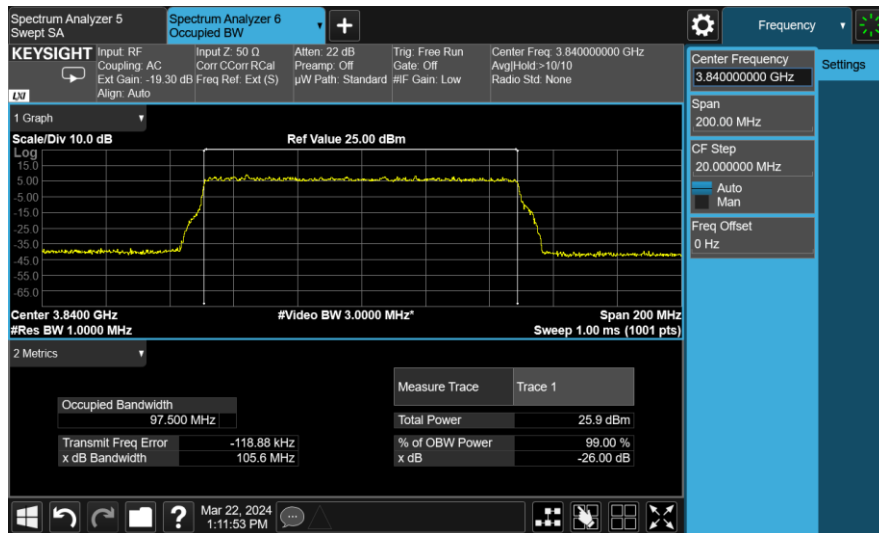 Spectrum Analyzer 5
Swept SA
Spectrum Analyzer 6
Occupied BW
Frequency
KEYSIGHT
LXI
Input: RF
Coupling: AC
Ext Gain: -19.30 dB
Align: Auto
Input Z: 50 Ω
Corr CCorr RCal
Freq Ref: Ext (S)
Atten: 22 dB
Preamp: Off
µW Path: Standard
Trig: Free Run
Gate: Off
#IF Gain: Low
Center Freq: 3.840000000 GHz
Avg|Hold:>10/10
Radio Std: None
Center Frequency
3.840000000 GHz
Settings
Span
200.00 MHz
CF Step
20.000000 MHz
Auto
Man
Freq Offset
0 Hz
1 Graph
Scale/Div 10.0 dB
Ref Value 25.00 dBm
Log
15.0
5.00
-5.00
-15.0
-25.0
-35.0
-45.0
-55.0
-65.0
Center 3.8400 GHz
#Video BW 3.0000 MHz*
Span 200 MHz
#Res BW 1.0000 MHz
Sweep 1.00 ms (1001 pts)
2 Metrics
Measure Trace
Trace 1
Occupied Bandwidth
97.500 MHz
Total Power
25.9 dBm
Transmit Freq Error
-118.88 kHz
% of OBW Power
99.00 %
x dB Bandwidth
105.6 MHz
x dB
-26.00 dB
?
Mar 22, 2024
1:11:53 PM